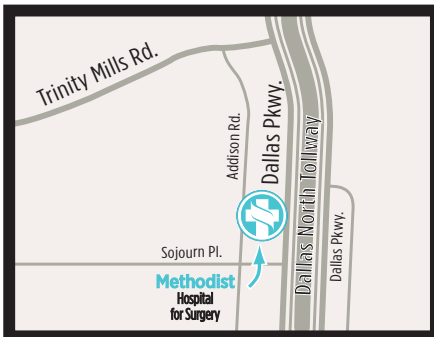 Trinity Mills Rd.
Addison Rd.
Dallas Pkwy.
Dallas North Tollway
Dallas Pkwy.
Sojourn Pl.
Methodist
Hospital
for Surgery